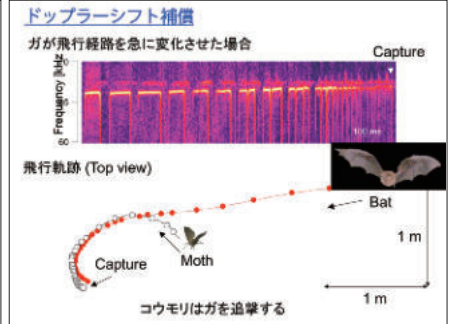 ドップラーシフト補償
ガが飛行経路を急に変化させた場合
Capture
Frequency [kHz
60
100 ms
飛行軌跡 (Top view)
Bat
Moth
Capture
1 m
1 m
コウモリはガを追撃する